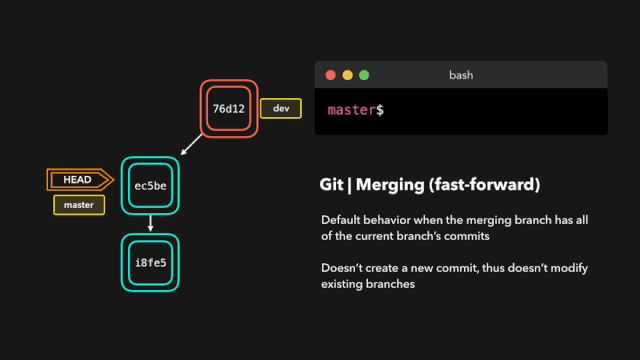 bash
master$
76d12
dev
HEAD
master
ec5be
i8fe5
Git | Merging (fast-forward)
Default behavior when the merging branch has all
of the current branch’s commits
Doesn’t create a new commit, thus doesn’t modify
existing branches